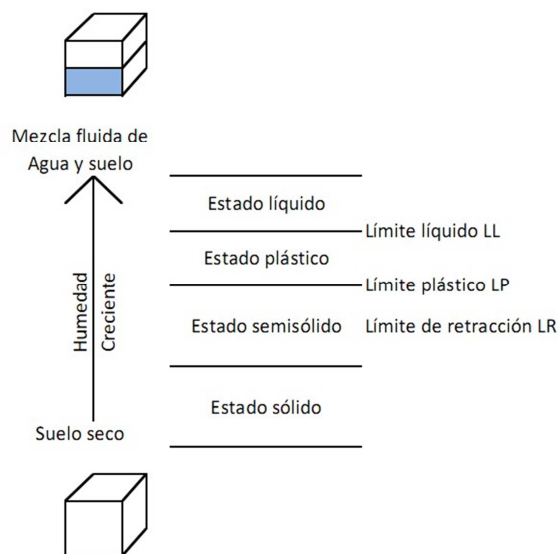 Mezcla fluida de
Agua y suelo
Estado líquido
Límite líquido LL
Estado plástico
Límite plástico LP
Humedad
Creciente
Estado semisólido
Límite de retracción LR
Estado sólido
Suelo seco